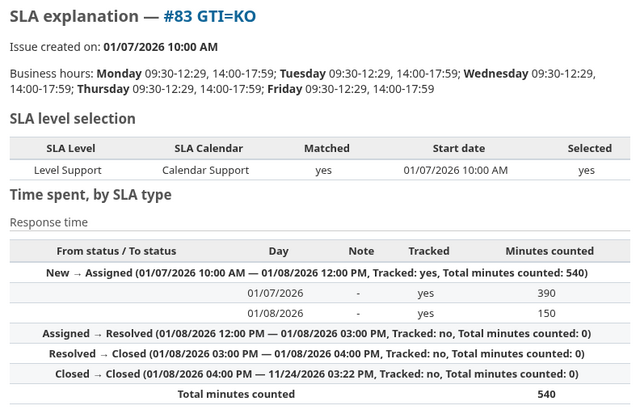 SLA explanation — #83 GTI=KO
Issue created on: 01/07/2026 10:00 AM
Business hours: Monday 09:30-12:29, 14:00-17:59; Tuesday 09:30-12:29, 14:00-17:59; Wednesday 09:30-12:29,
14:00-17:59; Thursday 09:30-12:29, 14:00-17:59; Friday 09:30-12:29, 14:00-17:59
SLA level selection
SLA Level SLA Calendar Matched Start date Selected
Level Support Calendar Support yes 01/07/2026 10:00 AM yes
Time spent, by SLA type
Response time
From status / To status Day Note Tracked Minutes counted
New → Assigned (01/07/2026 10:00 AM — 01/08/2026 12:00 PM, Tracked: yes, Total minutes counted: 540)
01/07/2026 - yes 390
01/08/2026 - yes 150
Assigned → Resolved (01/08/2026 12:00 PM — 01/08/2026 03:00 PM, Tracked: no, Total minutes counted: 0)
Resolved → Closed (01/08/2026 03:00 PM — 01/08/2026 04:00 PM, Tracked: no, Total minutes counted: 0)
Closed → Closed (01/08/2026 04:00 PM — 11/24/2026 03:22 PM, Tracked: no, Total minutes counted: 0)
Total minutes counted 540